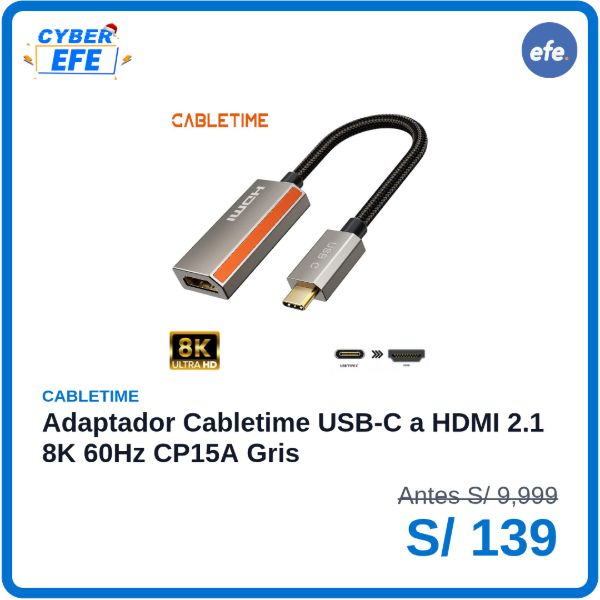 CYBER
EFE
efe.
CABLETIME
HDMI
USB-C
8K
ULTRA HD
CABLETIME
Adaptador Cabletime USB-C a HDMI 2.1
8K 60Hz CP15A Gris
Antes S/ 9,999
S/ 139